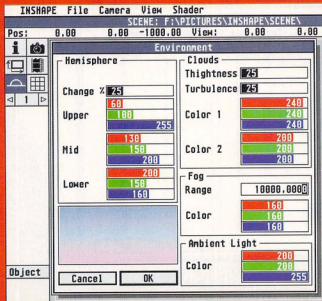 INSHAPE File Camera View Shader
SCENE: F:\PICTURES\INSHAPE\SCENE\
Pos: 0.00 0.00 -1000.00 View: 0.00 0.00
Environment
Hemisphere
Change % 25
Upper 60
180
255
Mid 130
150
200
Lower 200
150
160
Clouds
Thightness 25
Turbulence 25
Color 1 240
240
240
Color 2 200
200
200
Fog
Range 10000.0000
Color 160
160
160
Ambient Light
Color 200
200
255
1
Object
Cancel OK